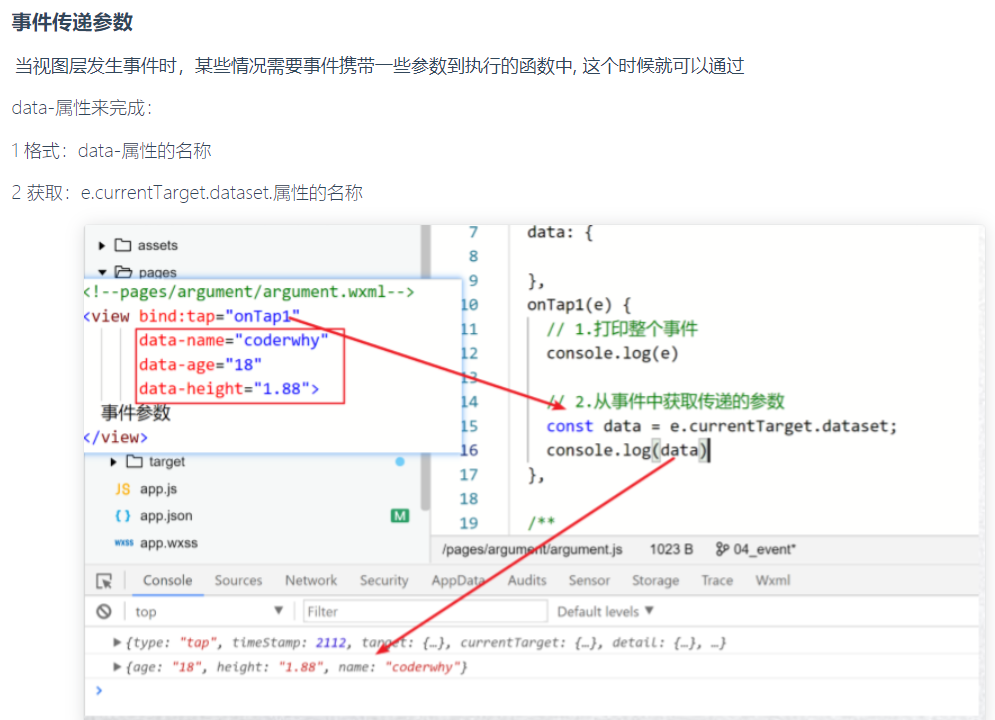 事件传递参数
当视图层发生事件时，某些情况需要事件携带一些参数到执行的函数中, 这个时候就可以通过
data-属性来完成：
1 格式：data-属性的名称
2 获取：e.currentTarget.dataset.属性的名称
assets
pages
<!--pages/argument/argument.wxml-->
<view bind:tap="onTap1"
data-name="coderwhy"
data-age="18"
data-height="1.88">
事件参数
</view>
target
JS app.js
{ } app.json M
wxss app.wxss
7 data: {
8
9 },
10 onTap1(e) {
11 // 1.打印整个事件
12 console.log(e)
13
14 // 2.从事件中获取传递的参数
15 const data = e.currentTarget.dataset;
16 console.log(data)
17 },
18
19 /**
/pages/argument/argument.js 1023 B 04_event*
Console Sources Network Security AppData Audits Sensor Storage Trace Wxml
top Filter Default levels
{type: "tap", timeStamp: 2112, target: {…}, currentTarget: {…}, detail: {…}, …}
{age: "18", height: "1.88", name: "coderwhy"}
>